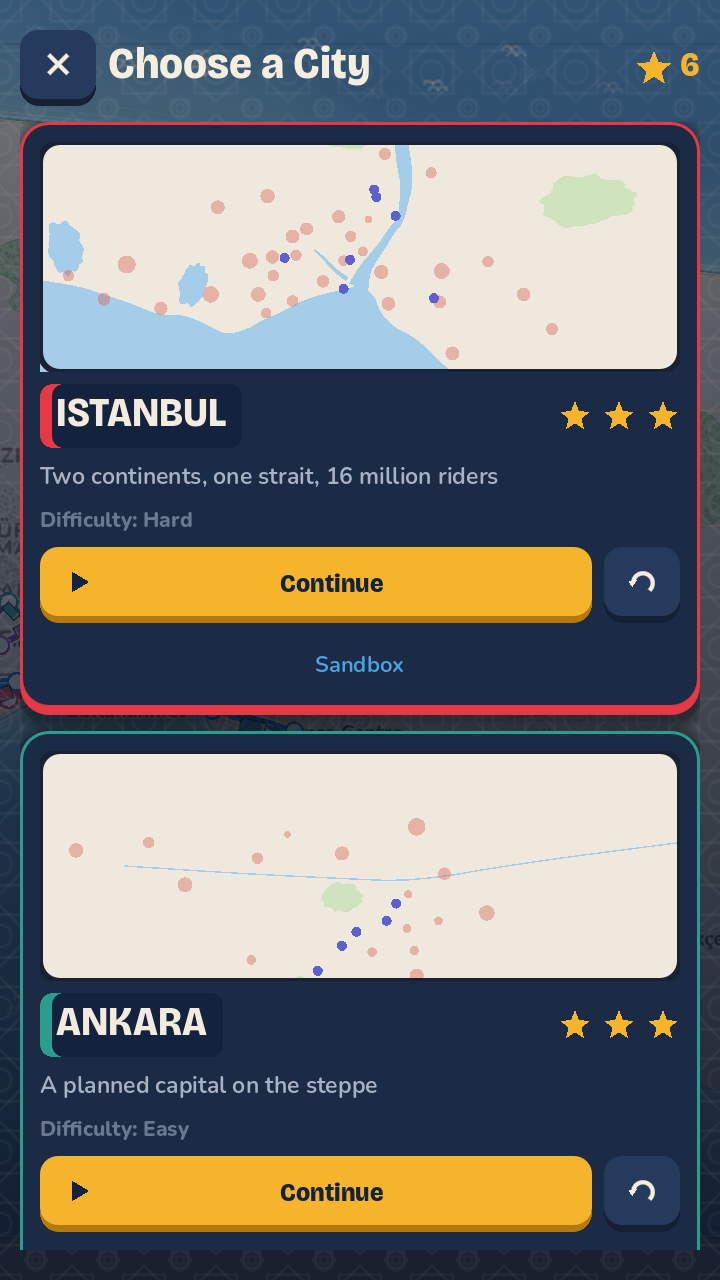 Choose a City
6
ISTANBUL
Two continents, one strait, 16 million riders
Difficulty: Hard
Continue
Sandbox
ANKARA
A planned capital on the steppe
Difficulty: Easy
Continue